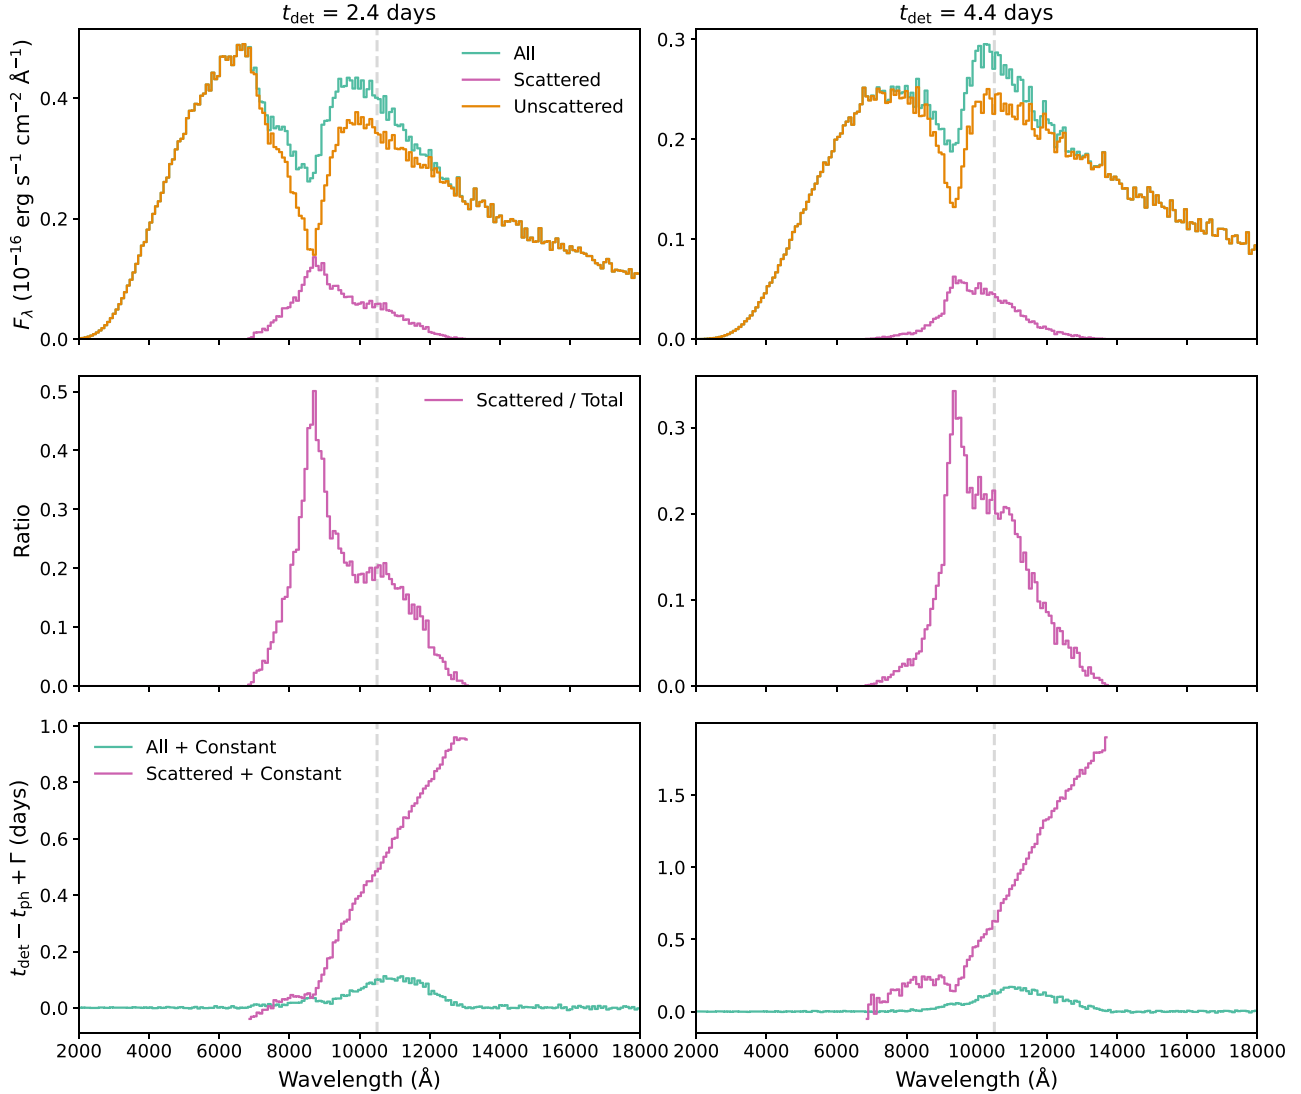 t_det = 2.4 days
t_det = 4.4 days
F_λ (10⁻¹⁶ erg s⁻¹ cm⁻² Å⁻¹)
0.4
0.2
0.0
All
Scattered
Unscattered
0.3
0.2
0.1
0.0
Ratio
0.5
0.4
0.3
0.2
0.1
0.0
Scattered / Total
0.3
0.2
0.1
0.0
t_det − t_ph + Γ (days)
1.0
0.8
0.6
0.4
0.2
0.0
All + Constant
Scattered + Constant
1.5
1.0
0.5
0.0
2000 4000 6000 8000 10000 12000 14000 16000 18000
2000 4000 6000 8000 10000 12000 14000 16000 18000
Wavelength (Å)
Wavelength (Å)